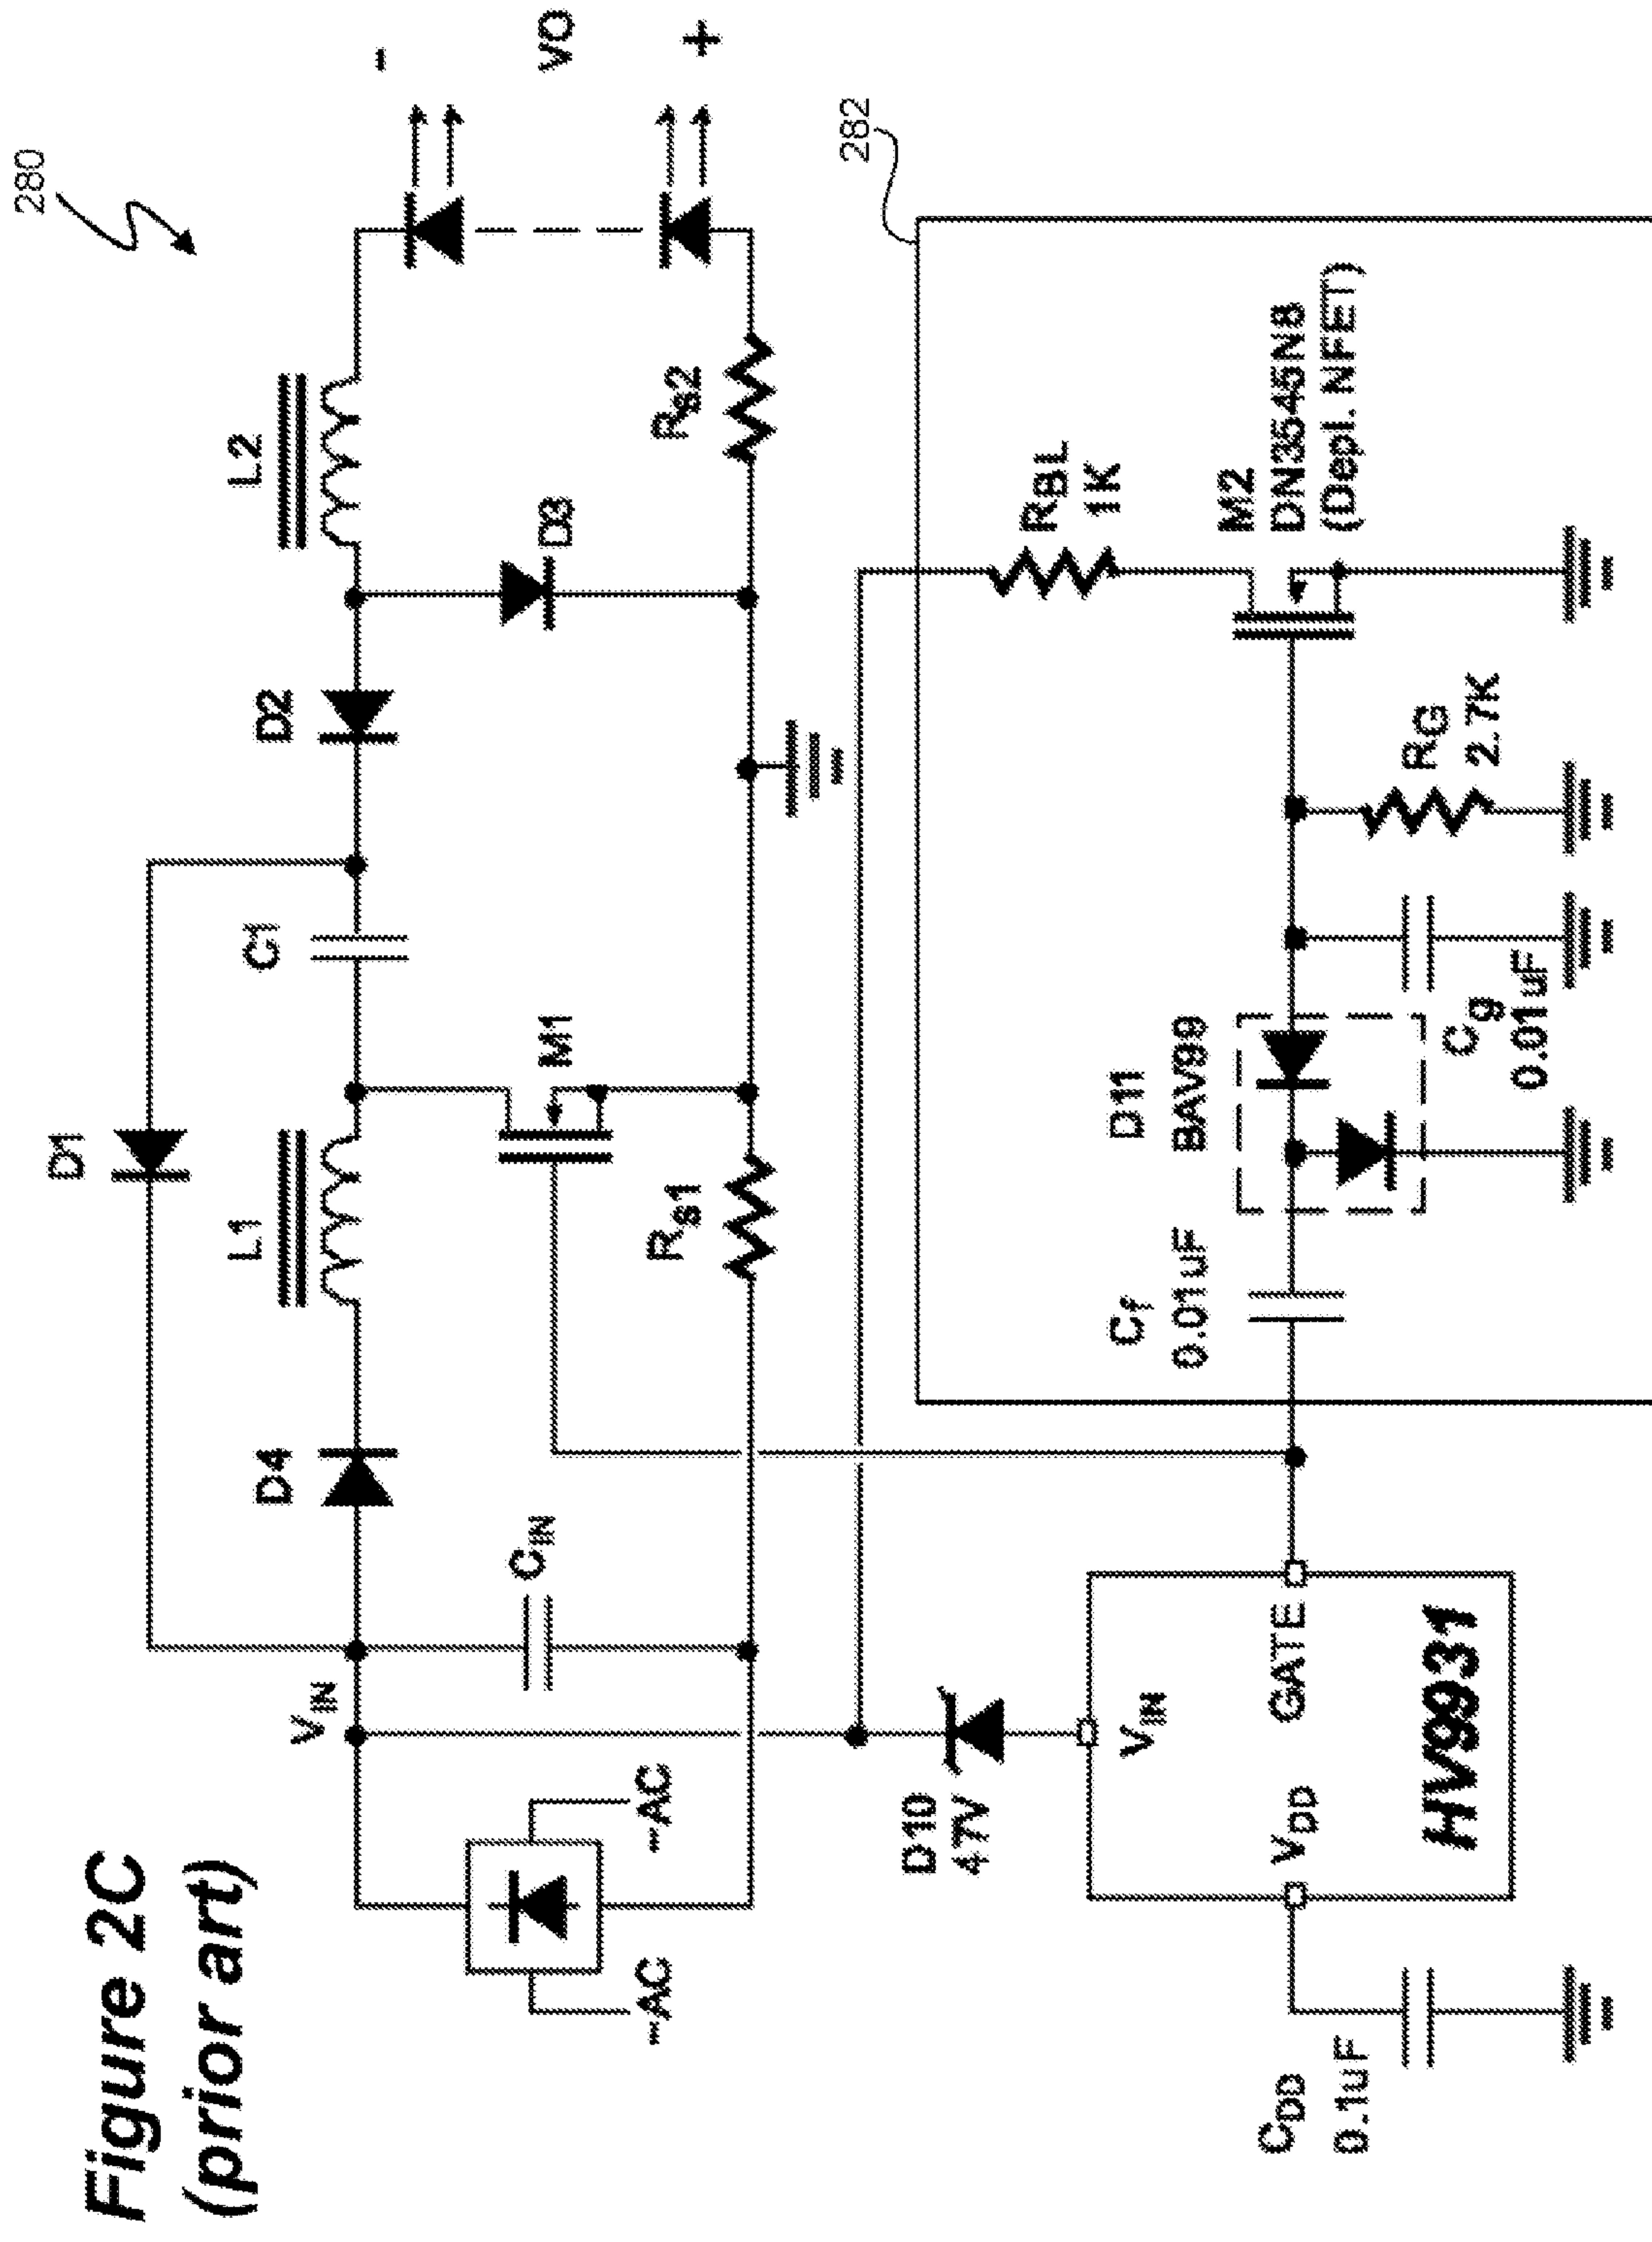 Figure 2C
(prior art)
280
D1
D4
L1
C1
D2
L2
-
VO
+
VIN
CIN
M1
D3
Rs1
Rs2
~AC
~AC
282
D10
47V
VIN
VDD
GATE
HV9931
CDD
0.1uF
Cf
0.01uF
D11
BAV99
Cg
0.01uF
RG
2.7K
RBL
1K
M2
DN3545N8
(Depl. NFET)